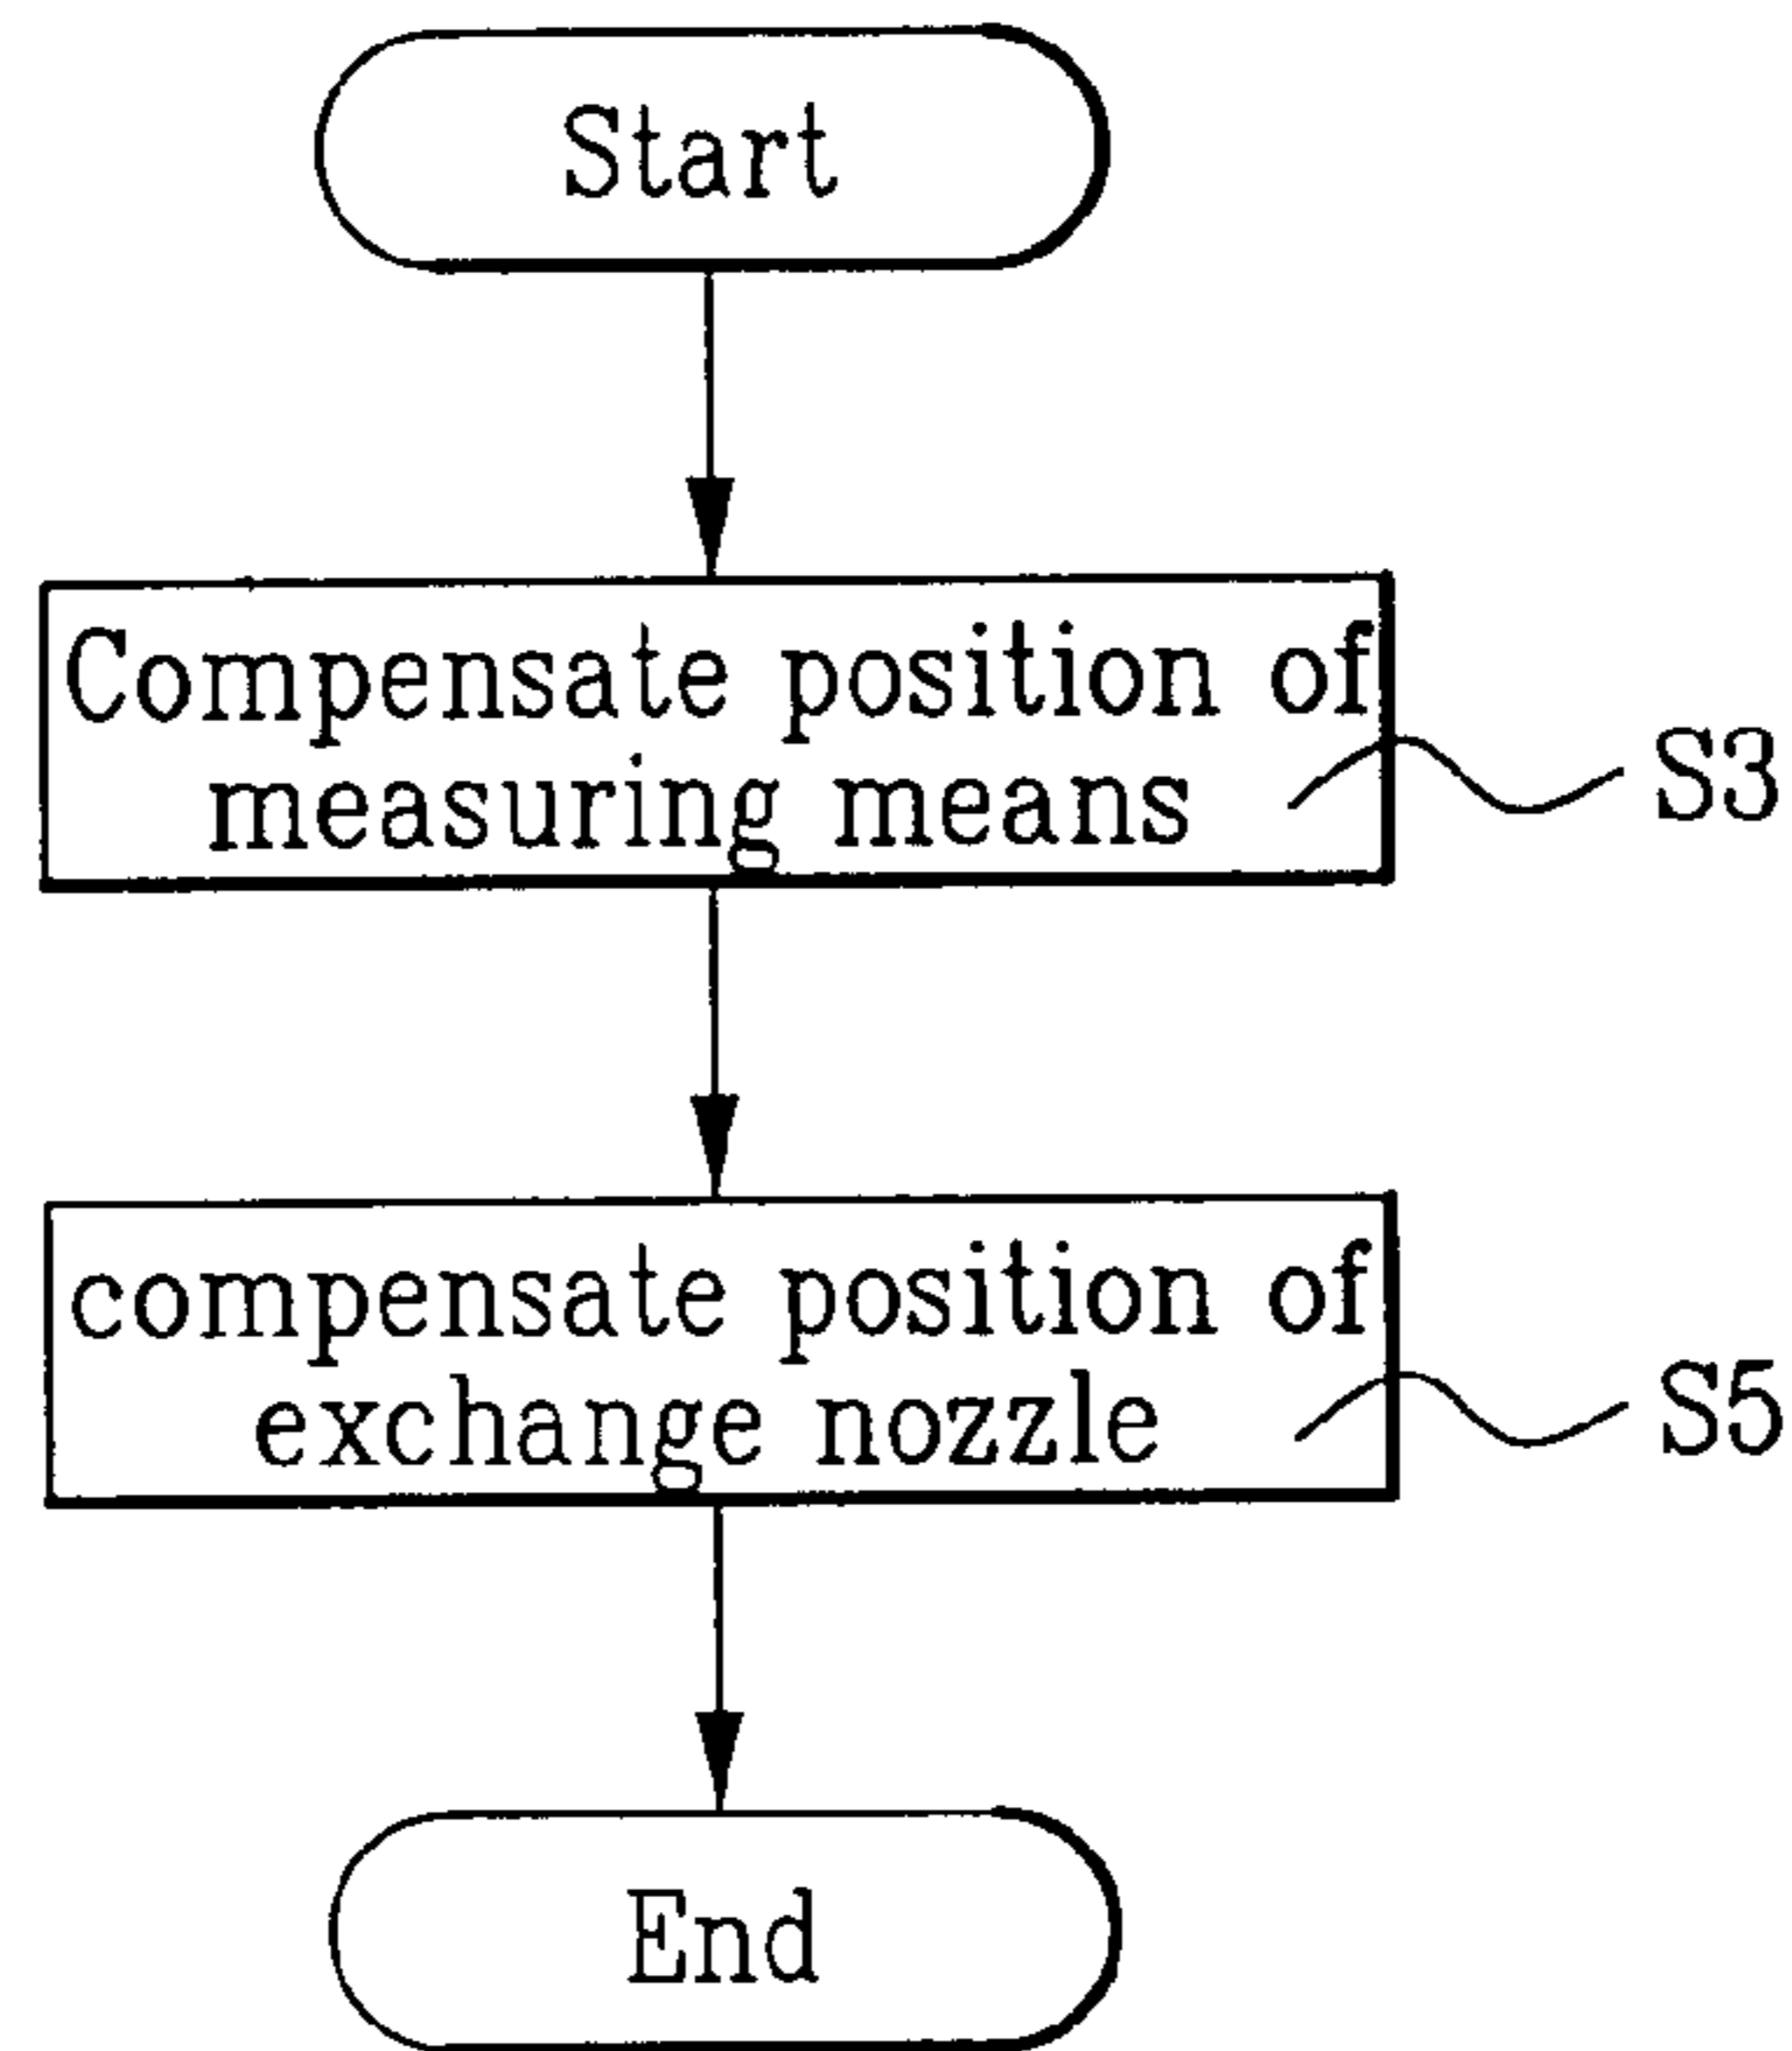 Start
Compensate position of
measuring means
S3
compensate position of
exchange nozzle
S5
End